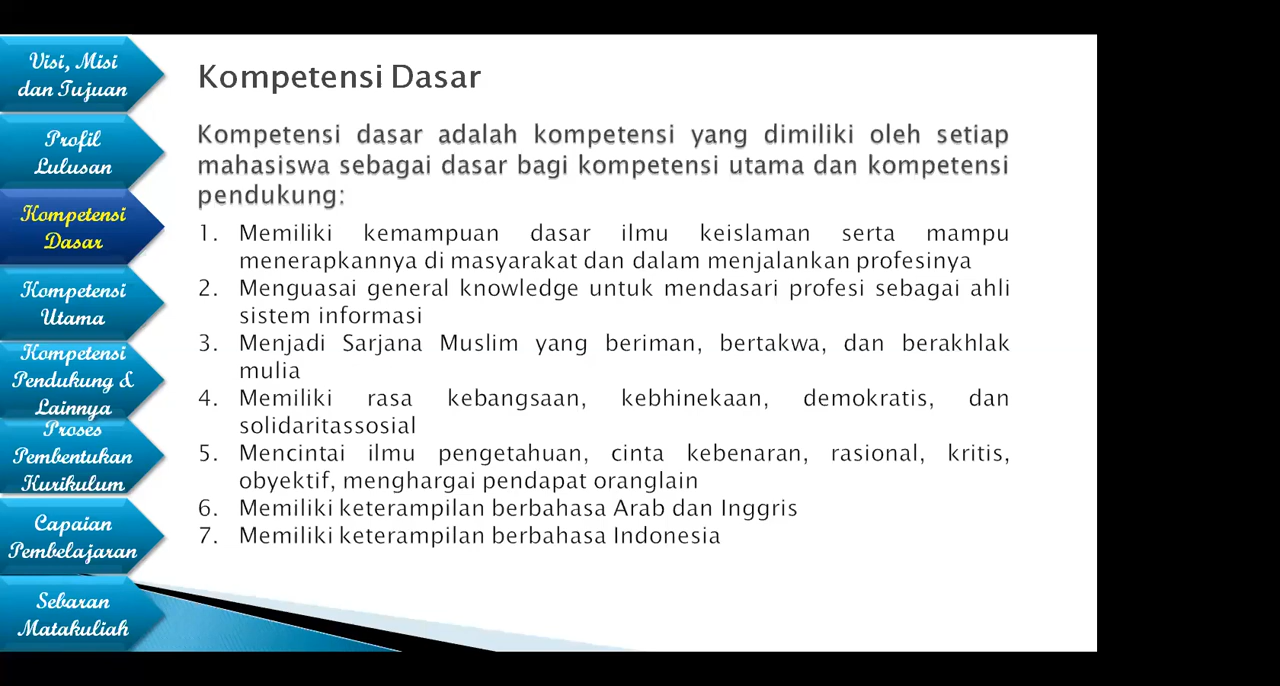 Visi, Misi
dan Tujuan
Profil
Lulusan
Kompetensi
Dasar
Kompetensi
Utama
Kompetensi
Pendukung &
Lainnya
Proses
Pembentukan
Kurikulum
Capaian
Pembelajaran
Sebaran
Matakuliah
Kompetensi Dasar
Kompetensi dasar adalah kompetensi yang dimiliki oleh setiap
mahasiswa sebagai dasar bagi kompetensi utama dan kompetensi
pendukung:
1. Memiliki kemampuan dasar ilmu keislaman serta mampu
menerapkannya di masyarakat dan dalam menjalankan profesinya
2. Menguasai general knowledge untuk mendasari profesi sebagai ahli
sistem informasi
3. Menjadi Sarjana Muslim yang beriman, bertakwa, dan berakhlak
mulia
4. Memiliki rasa kebangsaan, kebhinekaan, demokratis, dan
solidaritassosial
5. Mencintai ilmu pengetahuan, cinta kebenaran, rasional, kritis,
obyektif, menghargai pendapat oranglain
6. Memiliki keterampilan berbahasa Arab dan Inggris
7. Memiliki keterampilan berbahasa Indonesia